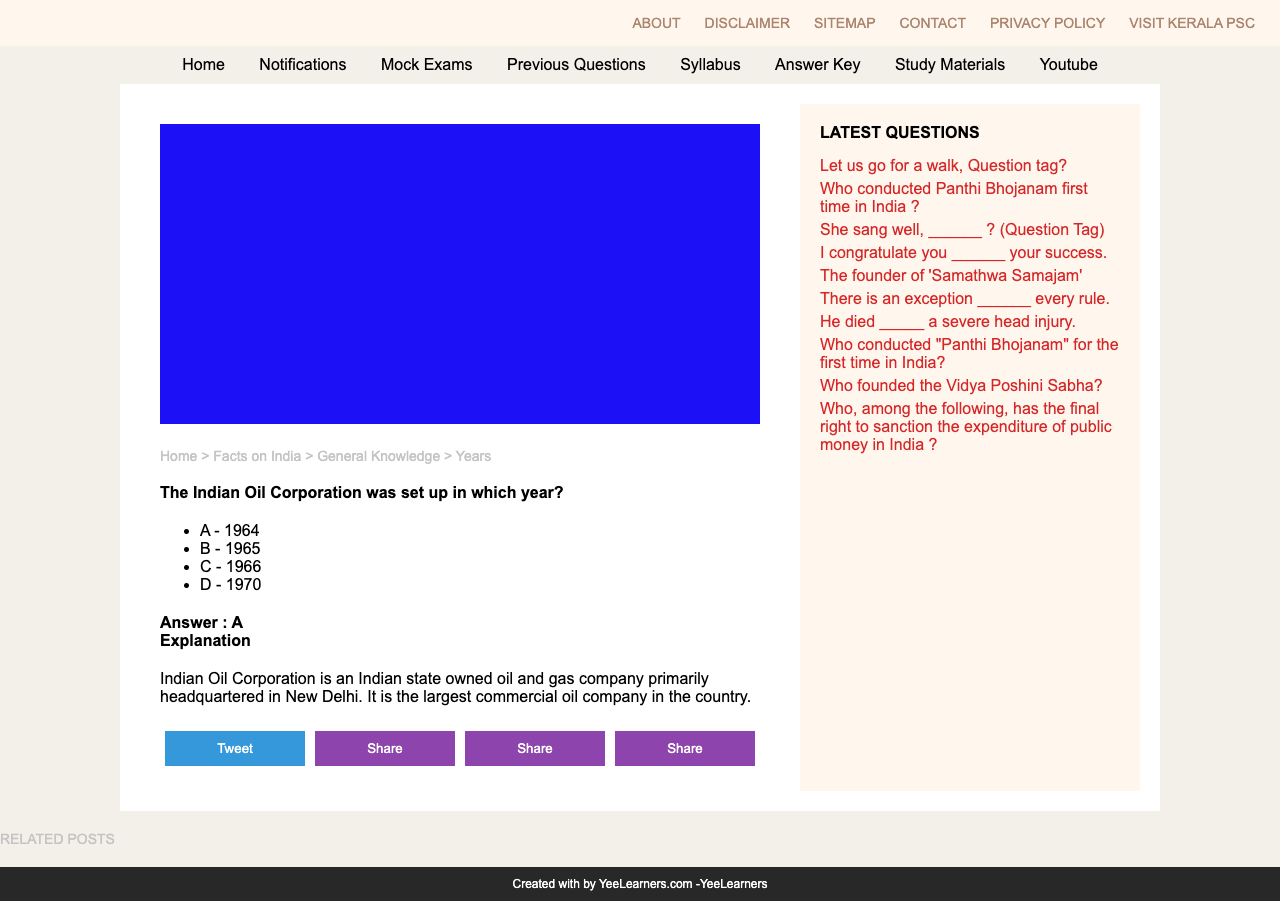 ABOUT DISCLAIMER SITEMAP CONTACT PRIVACY POLICY VISIT KERALA PSC
Home Notifications Mock Exams Previous Questions Syllabus Answer Key Study Materials Youtube
Home > Facts on India > General Knowledge > Years
The Indian Oil Corporation was set up in which year?
• A - 1964
• B - 1965
• C - 1966
• D - 1970
Answer : A
Explanation
Indian Oil Corporation is an Indian state owned oil and gas company primarily
headquartered in New Delhi. It is the largest commercial oil company in the country.
Tweet Share Share Share
LATEST QUESTIONS
Let us go for a walk, Question tag?
Who conducted Panthi Bhojanam first
time in India ?
She sang well, ______ ? (Question Tag)
I congratulate you ______ your success.
The founder of 'Samathwa Samajam'
There is an exception ______ every rule.
He died _____ a severe head injury.
Who conducted "Panthi Bhojanam" for the
first time in India?
Who founded the Vidya Poshini Sabha?
Who, among the following, has the final
right to sanction the expenditure of public
money in India ?
RELATED POSTS
Created with by YeeLearners.com -YeeLearners